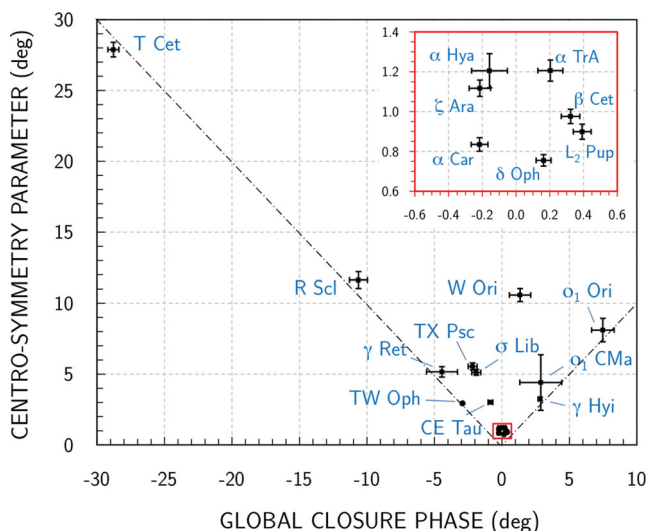 30
25
20
15
10
5
0
CENTRO-SYMMETRY PARAMETER (deg)
T Cet
R Scl
W Ori
ο₁ Ori
TX Psc
σ Lib
γ Ret
ο₁ CMa
TW Oph
CE Tau
γ Hyi
1.4
1.2
1.0
0.8
0.6
α Hya
α TrA
ζ Ara
β Cet
α Car
L₂ Pup
δ Oph
-0.6 -0.4 -0.2 0.0 0.2 0.4 0.6
-30 -25 -20 -15 -10 -5 0 5 10
GLOBAL CLOSURE PHASE (deg)